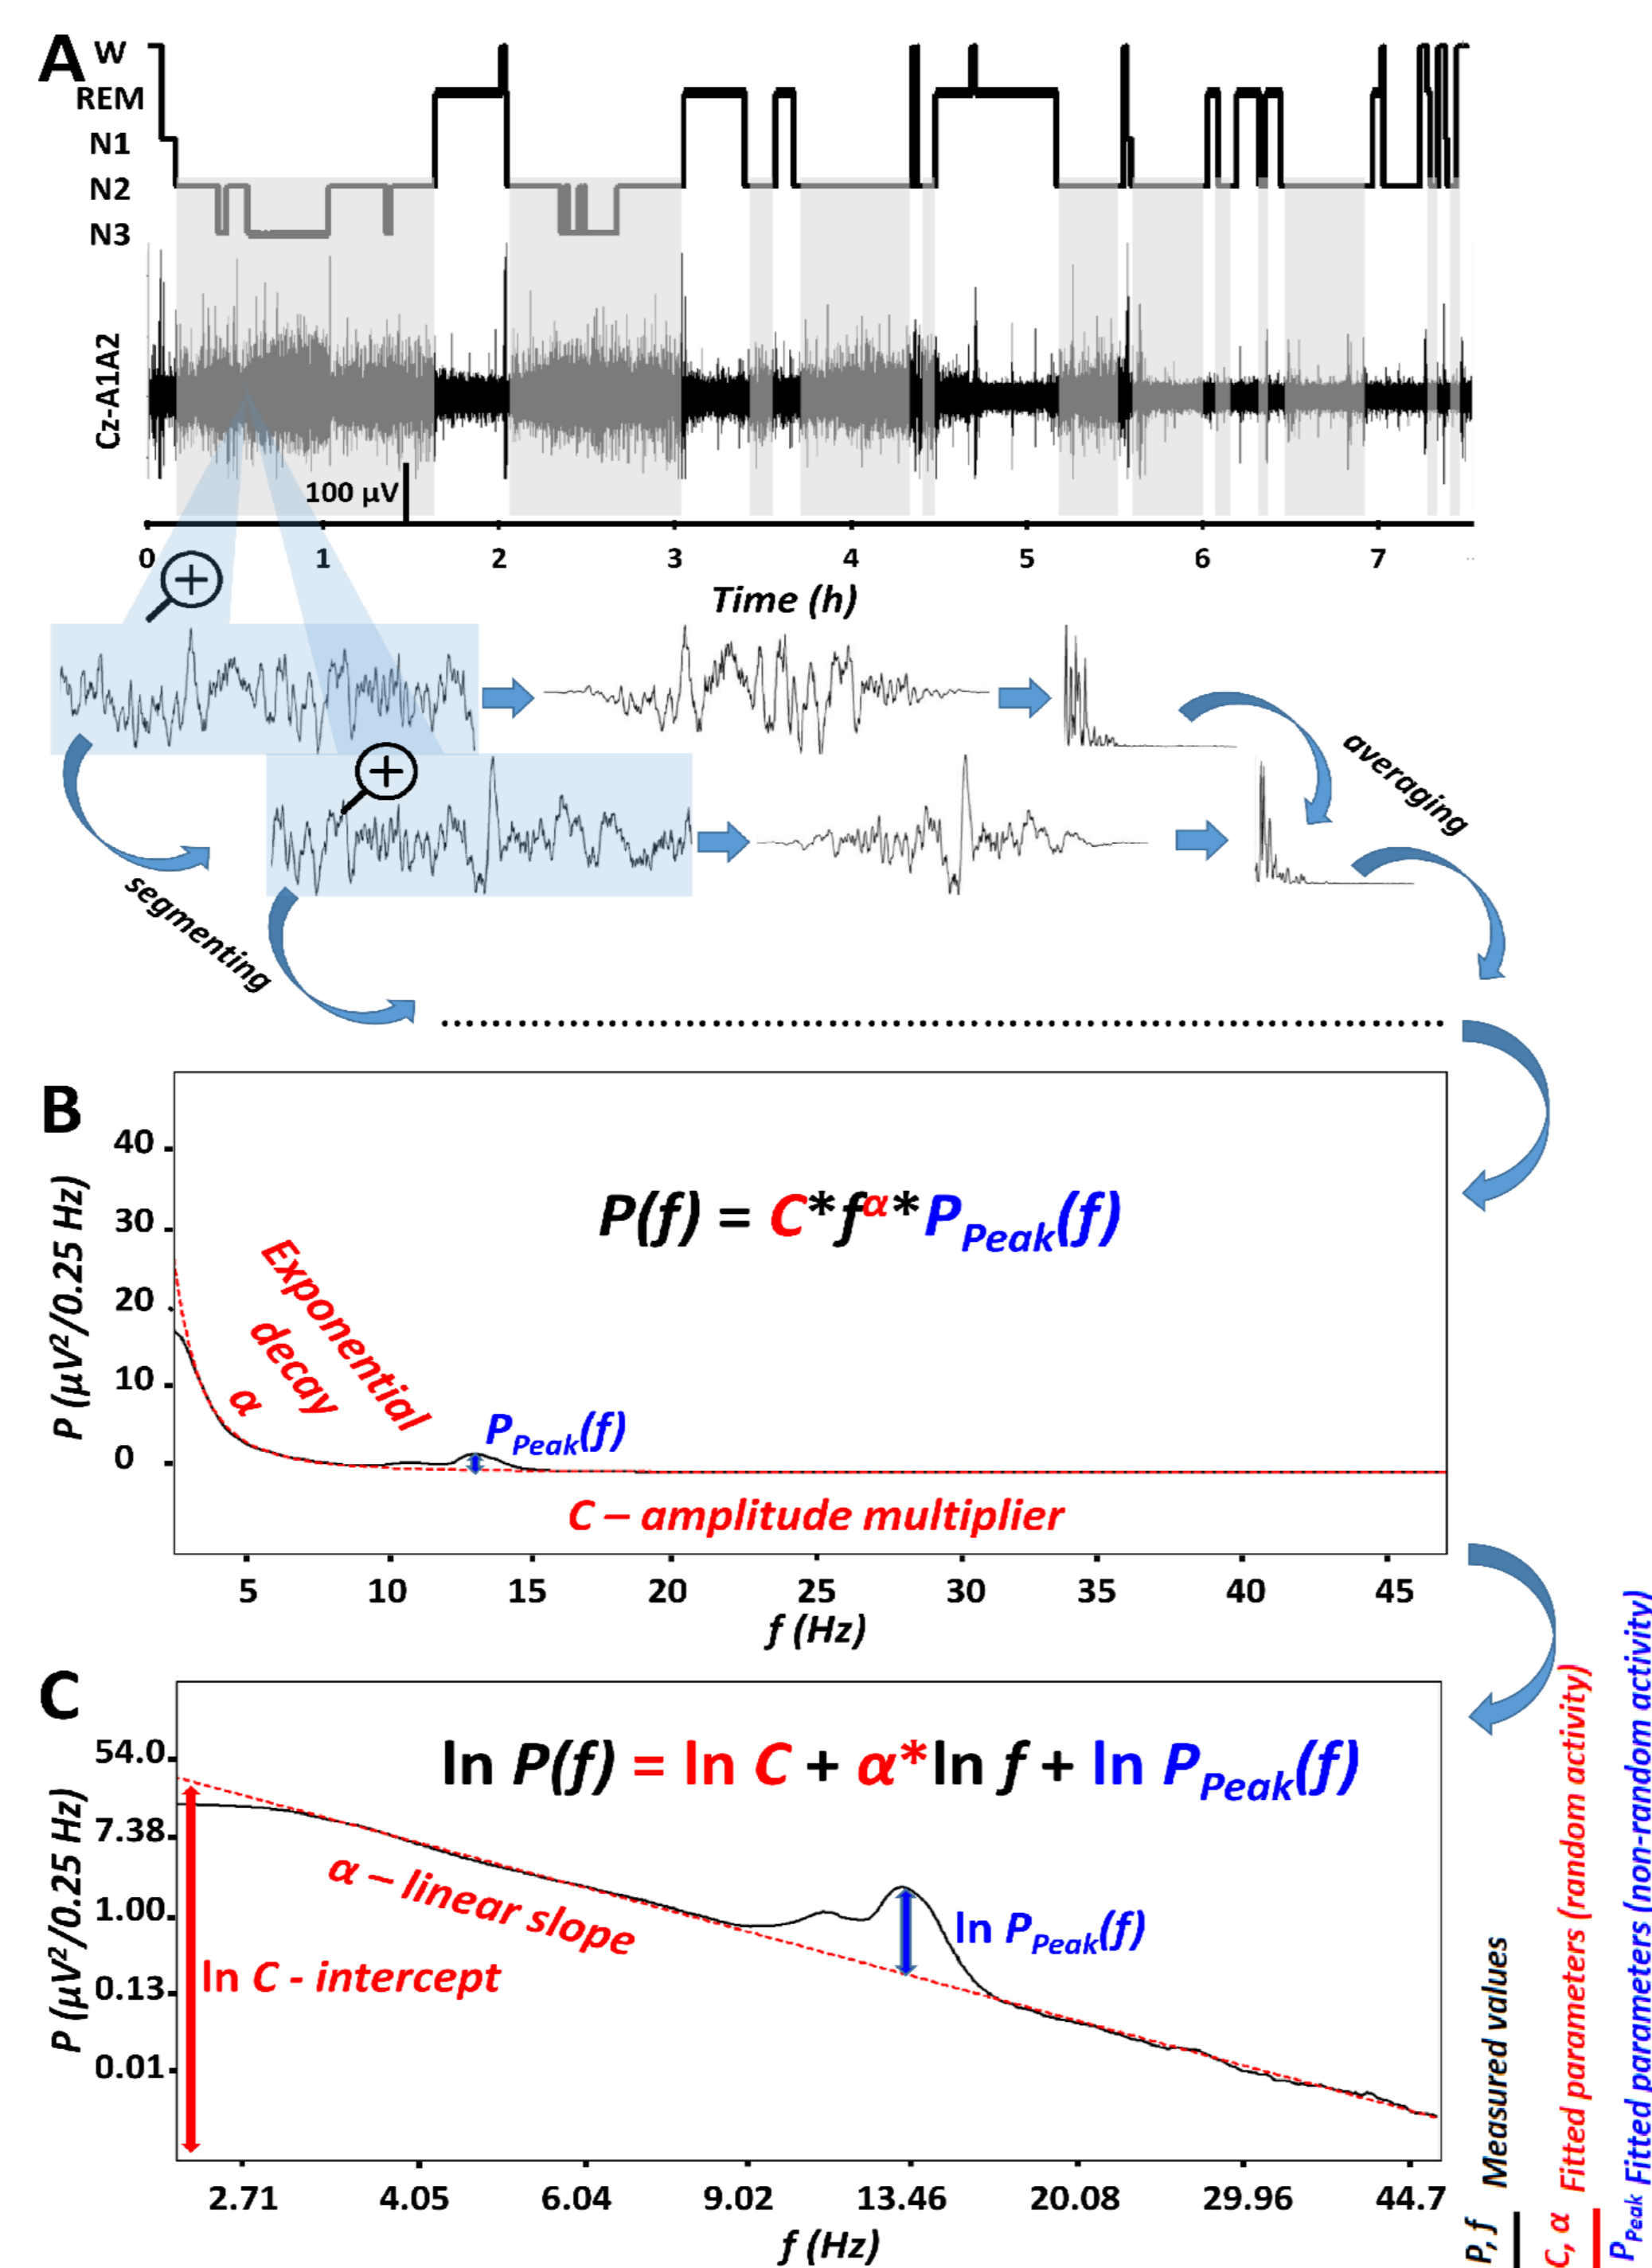 A
W
REM
N1
N2
N3
Cz-A1A2
100 µV
0 1 2 3 4 5 6 7
Time (h)
averaging
segmenting
B
40
30
20
10
0
P (µV²/0.25 Hz)
P(f) = C*f^α*P_Peak(f)
Exponential
decay
α
P_Peak(f)
C – amplitude multiplier
5 10 15 20 25 30 35 40 45
f (Hz)
C
54.0
7.38
1.00
0.13
0.01
P (µV²/0.25 Hz)
ln P(f) = ln C + α*ln f + ln P_Peak(f)
α – linear slope
ln C - intercept
ln P_Peak(f)
2.71 4.05 6.04 9.02 13.46 20.08 29.96 44.7
f (Hz)
P, f Measured values
C, α Fitted parameters (random activity)
P_Peak Fitted parameters (non-random activity)